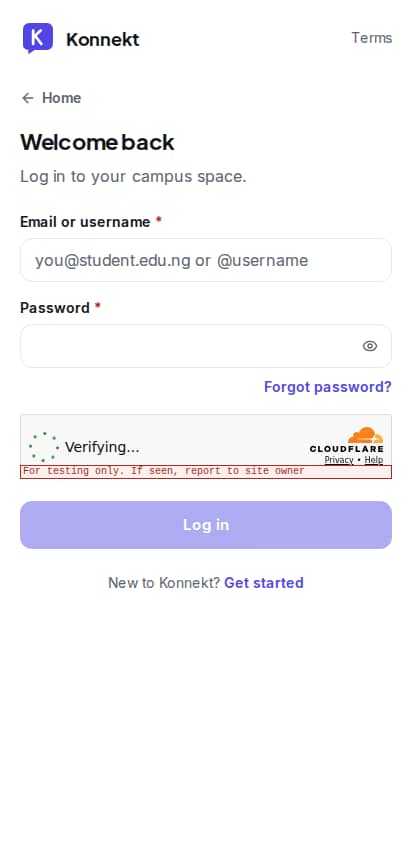 Konnekt
Terms
← Home
Welcome back
Log in to your campus space.
Email or username *
you@student.edu.ng or @username
Password *
Forgot password?
Verifying...
CLOUDFLARE
Privacy • Help
For testing only. If seen, report to site owner
Log in
New to Konnekt? Get started